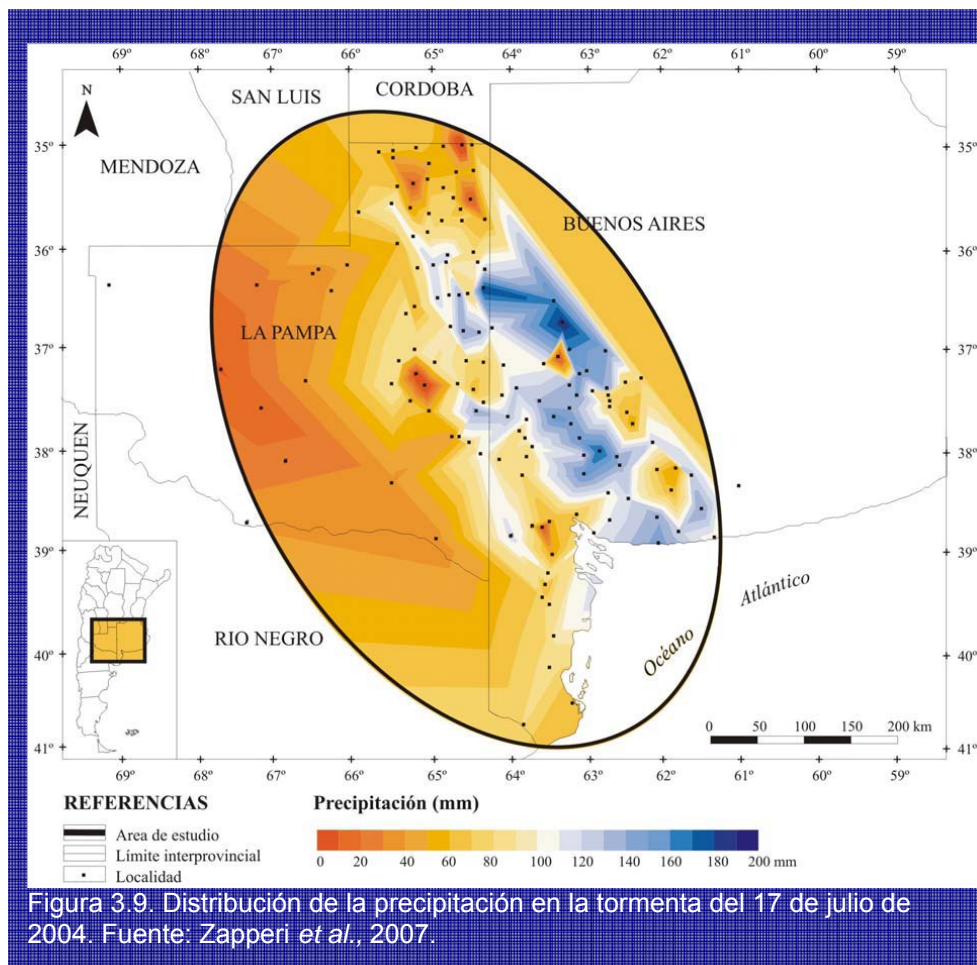 69º 68º 67º 66º 65º 64º 63º 62º 61º 60º 59º
N
SAN LUIS
CORDOBA
MENDOZA
35º
35º
BUENOS AIRES
36º
36º
LA PAMPA
37º
37º
38º
38º
NEUQUEN
39º
39º
Atlántico
Océano
RIO NEGRO
40º
40º
0 50 100 150 200 km
41º
41º
69º 68º 67º 66º 65º 64º 63º 62º 61º 60º 59º
REFERENCIAS
Area de estudio
Límite interprovincial
Localidad
Precipitación (mm)
0 20 40 60 80 100 120 140 160 180 200 mm
Figura 3.9. Distribución de la precipitación en la tormenta del 17 de julio de
2004. Fuente: Zapperi et al., 2007.